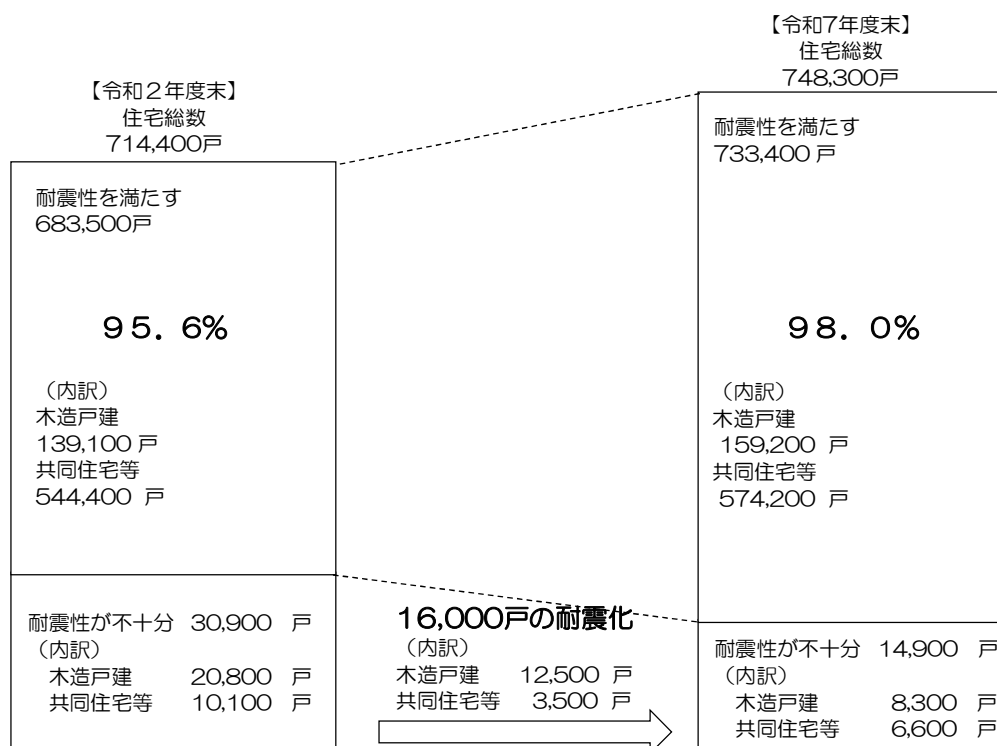 【令和２年度末】
住宅総数
714,400戸
耐震性を満たす
683,500戸
９５．６%
（内訳）
木造戸建
139,100 戸
共同住宅等
544,400 戸
耐震性が不十分 30,900 戸
（内訳）
木造戸建 20,800 戸
共同住宅等 10,100 戸
16,000戸の耐震化
（内訳）
木造戸建 12,500 戸
共同住宅等 3,500 戸
【令和7年度末】
住宅総数
748,300戸
耐震性を満たす
733,400 戸
９８．０%
（内訳）
木造戸建
159,200 戸
共同住宅等
574,200 戸
耐震性が不十分 14,900 戸
（内訳）
木造戸建 8,300 戸
共同住宅等 6,600 戸